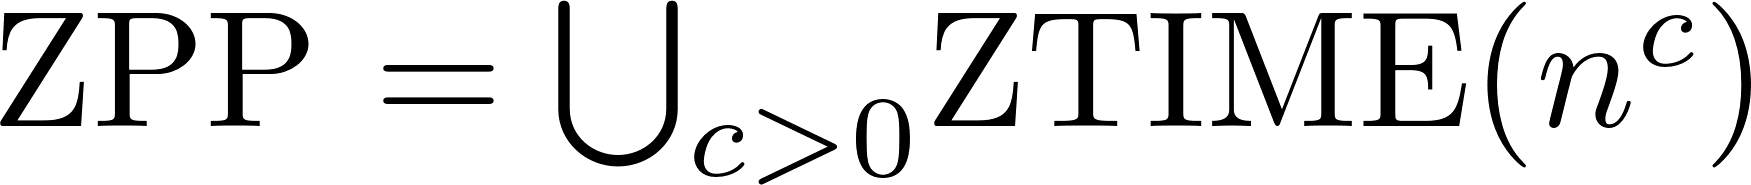 ZPP = ∪_{c>0} ZTIME(n^c)